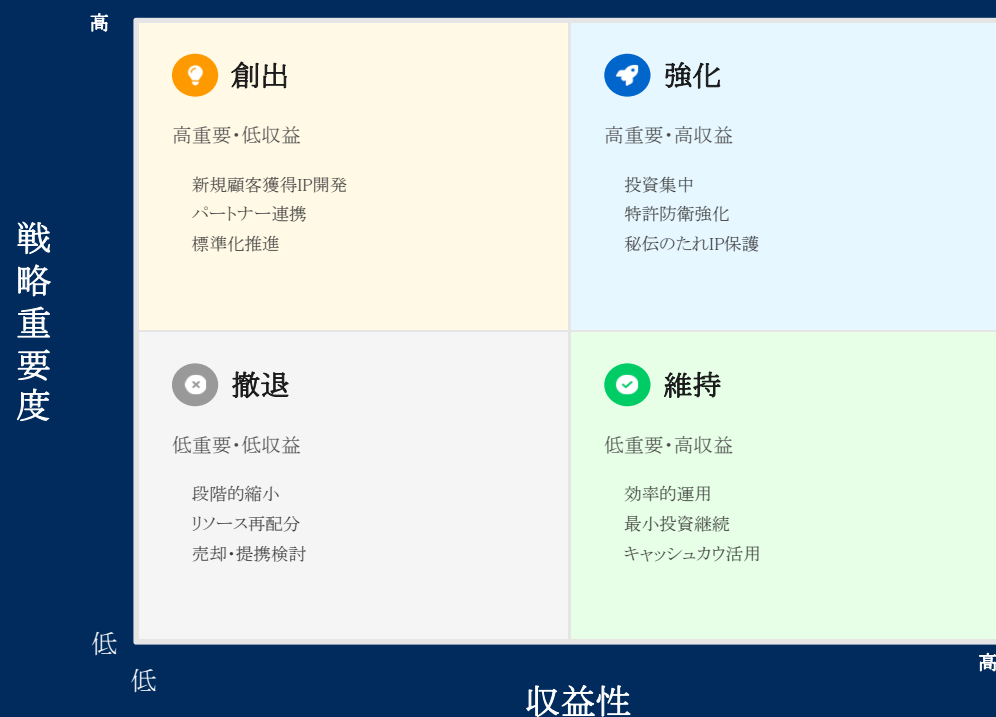 高
創出
高重要・低収益
新規顧客獲得IP開発
パートナー連携
標準化推進
強化
高重要・高収益
投資集中
特許防衛強化
秘伝のたれIP保護
戦略重要度
撤退
低重要・低収益
段階的縮小
リソース再配分
売却・提携検討
維持
低重要・高収益
効率的運用
最小投資継続
キャッシュカウ活用
低
低
高
収益性